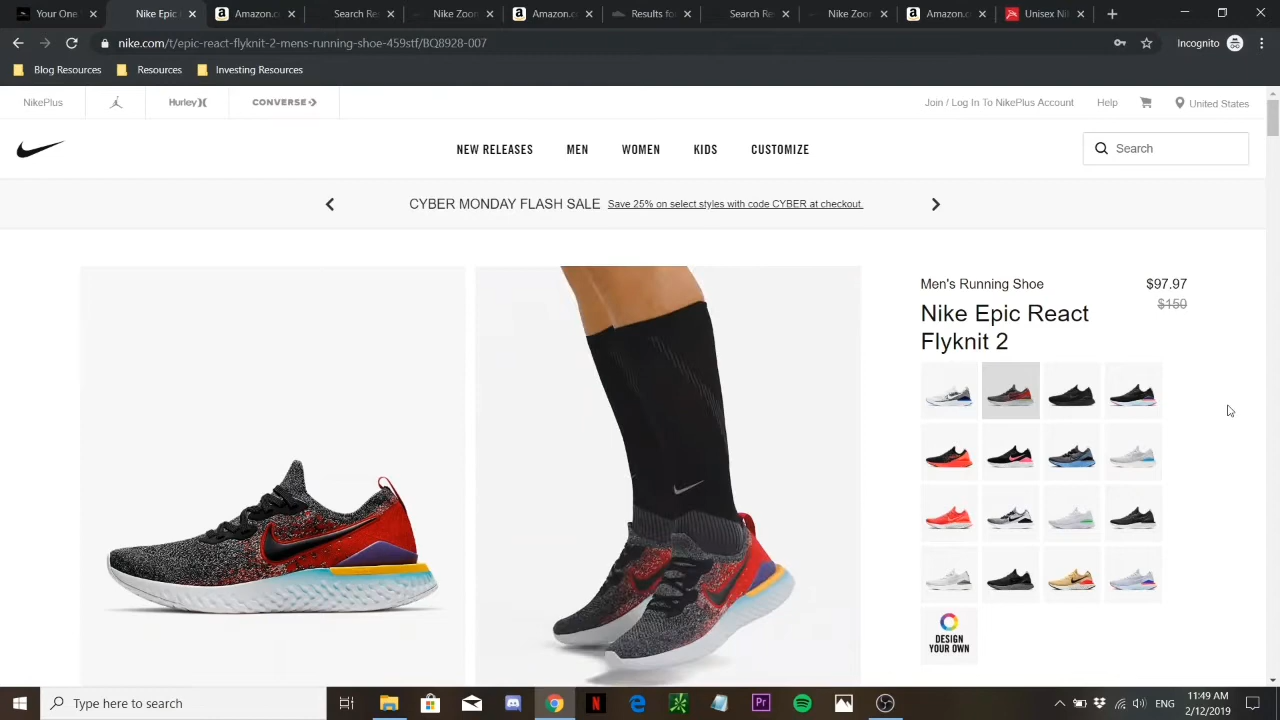 Your One
Nike Epic
Amazon.c
Search Re
Nike Zoon
Amazon.c
Results fo
Search Re
Nike Zoor
Amazon.c
Unisex Nik
nike.com/t/epic-react-flyknit-2-mens-running-shoe-459stf/BQ8928-007
Incognito
Blog Resources
Resources
Investing Resources
NikePlus
Hurley
CONVERSE
Join / Log In To NikePlus Account
Help
United States
NEW RELEASES
MEN
WOMEN
KIDS
CUSTOMIZE
Search
CYBER MONDAY FLASH SALE Save 25% on select styles with code CYBER at checkout.
Men's Running Shoe
$97.97
$150
Nike Epic React
Flyknit 2
DESIGN
YOUR OWN
Type here to search
ENG
11:49 AM
2/12/2019